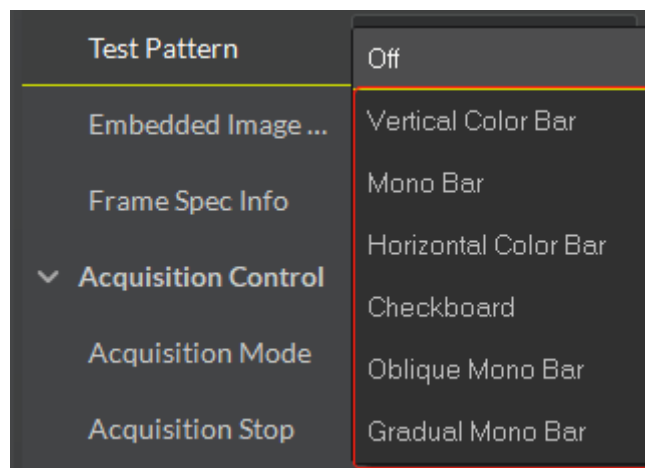 Test Pattern
Off
Embedded Image ...
Vertical Color Bar
Frame Spec Info
Mono Bar
Horizontal Color Bar
Acquisition Control
Checkboard
Acquisition Mode
Oblique Mono Bar
Acquisition Stop
Gradual Mono Bar